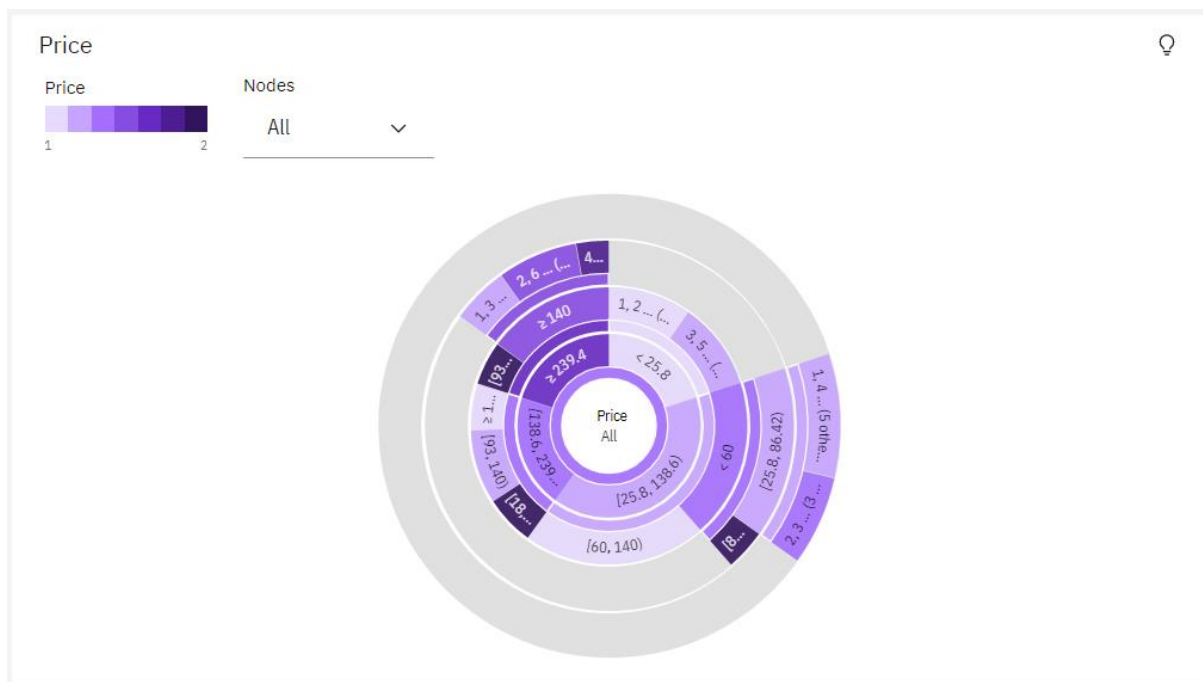 Price
Price
Nodes
1
2
All
4...
2, 6 ... (...
1, 3 ...
≥ 140
1, 2 ... (...
3, 5 ... (...
[93...
≥ 239.4
< 25.8
1, 4 ... (5 othe...
≥ 1...
[138.6, 239...
Price
All
< 60
[25.8, 86.42)
[93, 140)
[25.8, 138.6)
[18,...
[60, 140)
[8...
2, 3 ... (3 ...